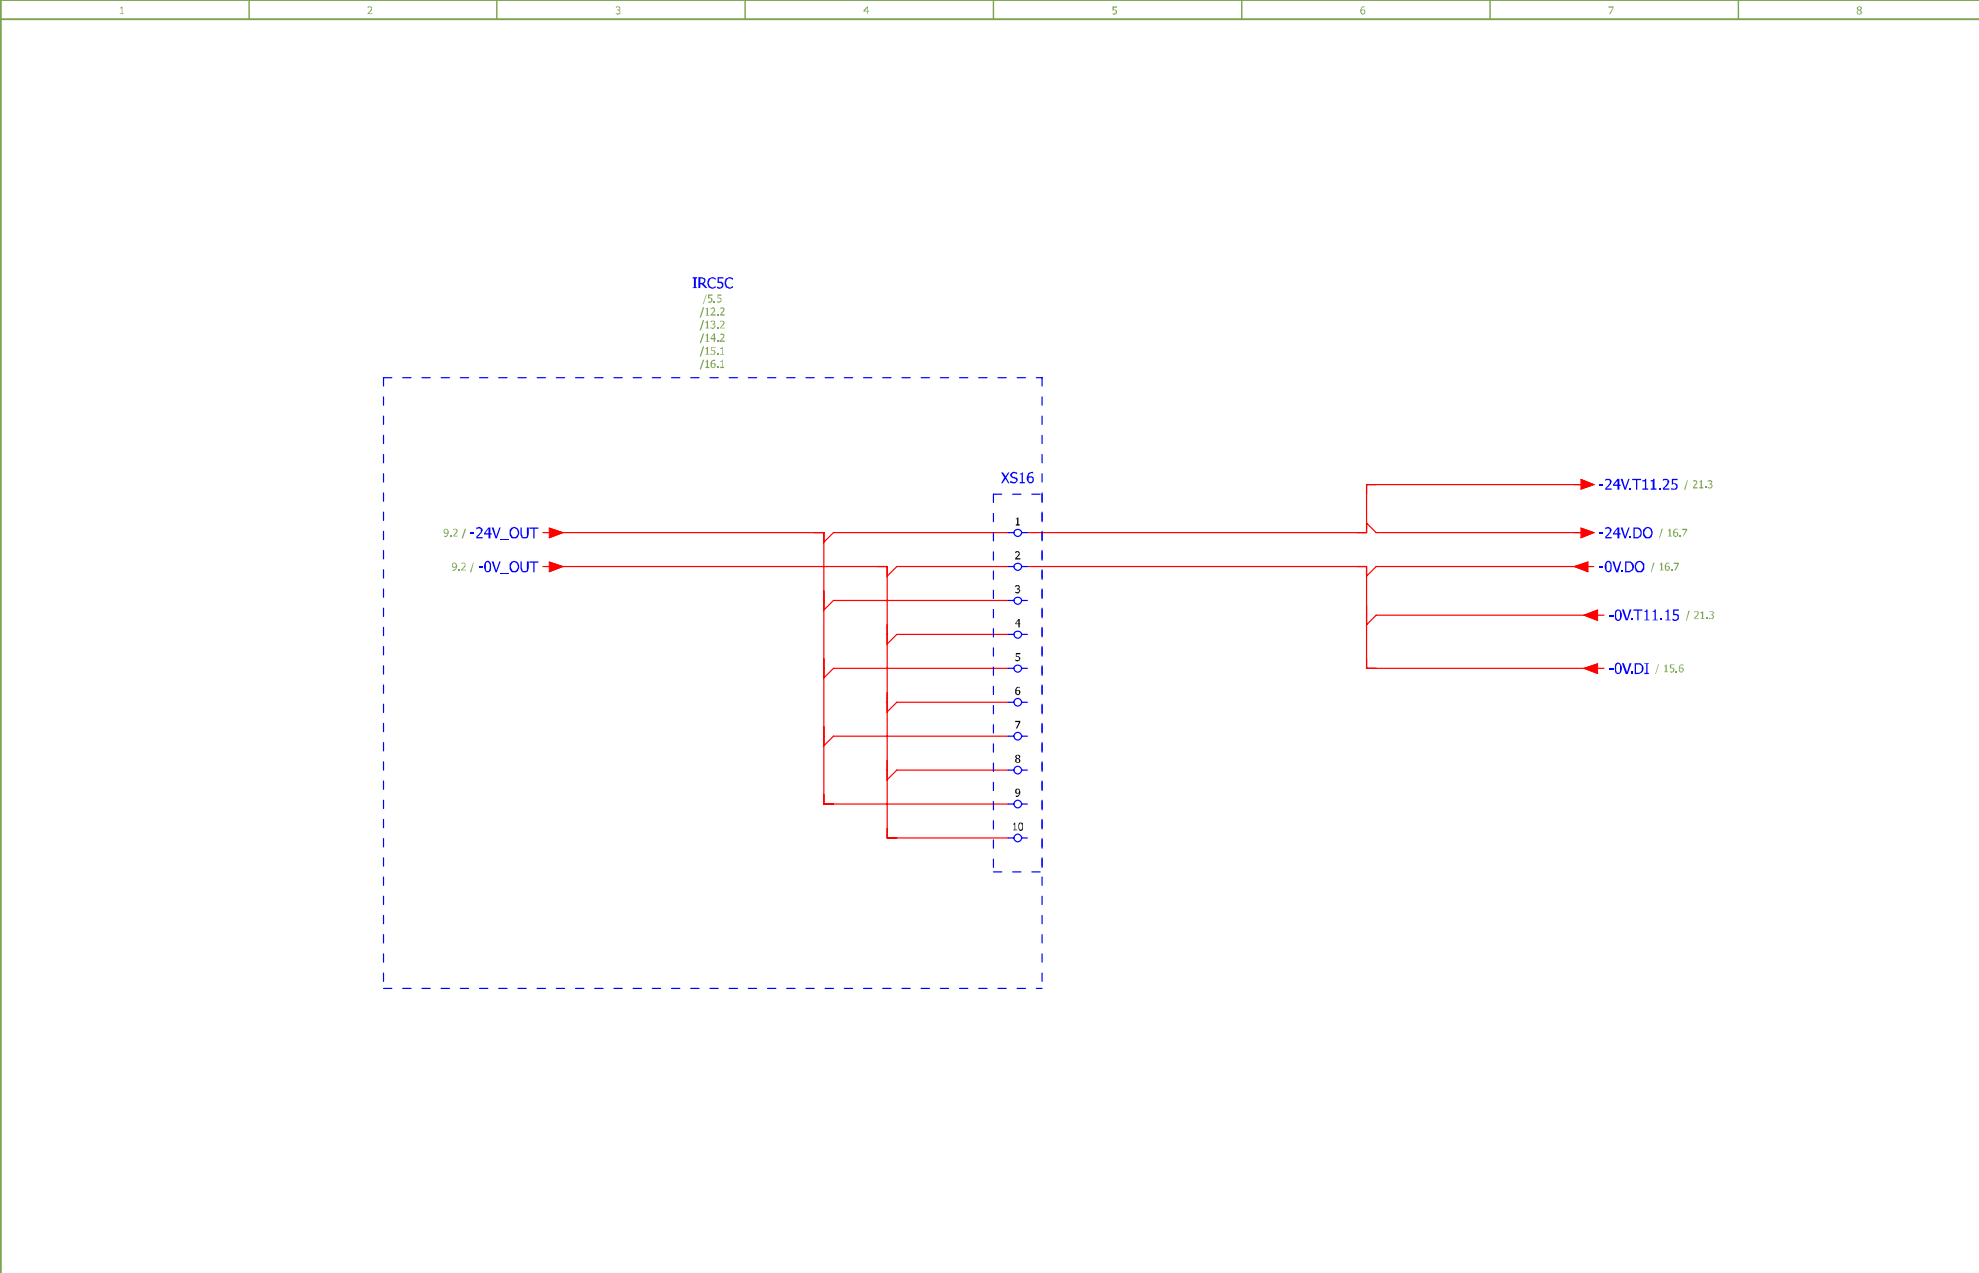 1 2 3 4 5 6 7 8
IRC5C
/5.5
/12.2
/13.2
/14.2
/15.1
/16.1
XS16
-24V.T11.25 / 21.3
1
9.2 / -24V_OUT
-24V.DO / 16.7
2
9.2 / -0V_OUT
-0V.DO / 16.7
3
-0V.T11.15 / 21.3
4
5
-0V.DI / 15.6
6
7
8
9
10